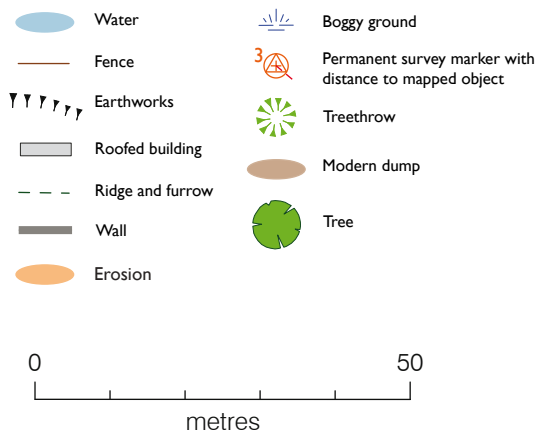 Water
Fence
Earthworks
Roofed building
Ridge and furrow
Wall
Erosion
Boggy ground
3
Permanent survey marker with
distance to mapped object
Treethrow
Modern dump
Tree
0 50
metres